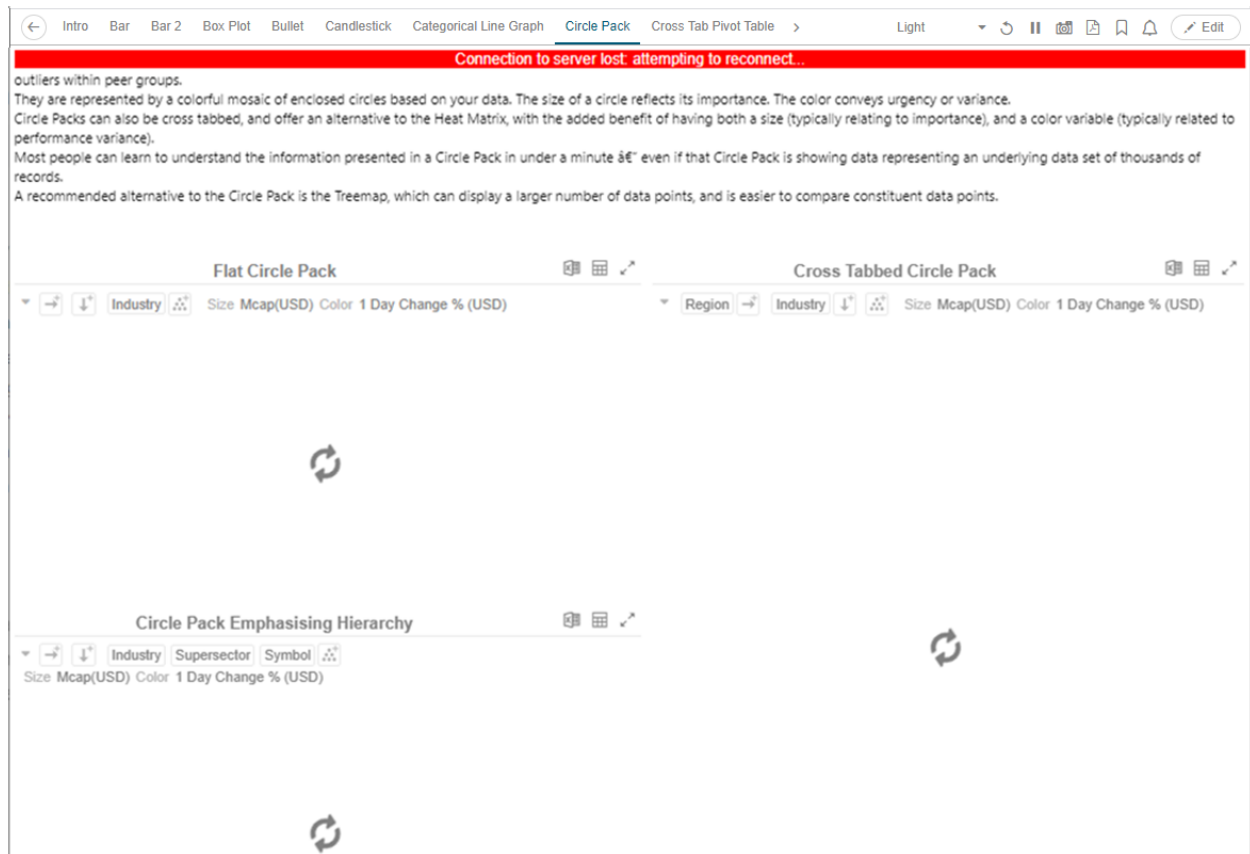 Intro Bar Bar 2 Box Plot Bullet Candlestick Categorical Line Graph Circle Pack Cross Tab Pivot Table Light Edit
Connection to server lost: attempting to reconnect...
outliers within peer groups.
They are represented by a colorful mosaic of enclosed circles based on your data. The size of a circle reflects its importance. The color conveys urgency or variance.
Circle Packs can also be cross tabbed, and offer an alternative to the Heat Matrix, with the added benefit of having both a size (typically relating to importance), and a color variable (typically related to
performance variance).
Most people can learn to understand the information presented in a Circle Pack in under a minute â€“ even if that Circle Pack is showing data representing an underlying data set of thousands of
records.
A recommended alternative to the Circle Pack is the Treemap, which can display a larger number of data points, and is easier to compare constituent data points.
Flat Circle Pack
Industry Size Mcap(USD) Color 1 Day Change % (USD)
Cross Tabbed Circle Pack
Region Industry Size Mcap(USD) Color 1 Day Change % (USD)
Circle Pack Emphasising Hierarchy
Industry Supersector Symbol
Size Mcap(USD) Color 1 Day Change % (USD)